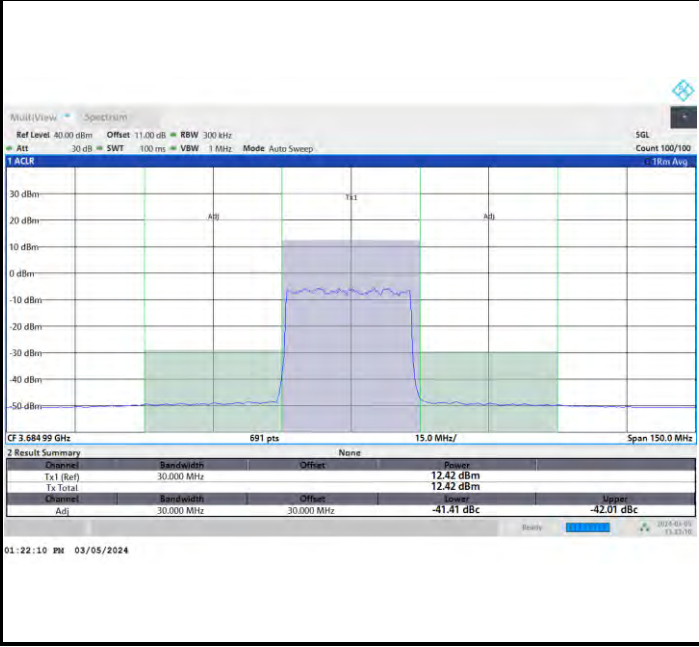 MultiView Spectrum
Ref Level 40.00 dBm Offset 11.00 dB RBW 300 kHz SGL
Att 30 dB SWT 100 ms VBW 1 MHz Mode Auto Sweep Count 100/100
1 ACLR 1Rm Avg
30 dBm
Tx1
20 dBm Adj Adj
10 dBm
0 dBm
-10 dBm
-20 dBm
-30 dBm
-40 dBm
-50 dBm
CF 3.684 99 GHz 691 pts 15.0 MHz/ Span 150.0 MHz
2 Result Summary None
Channel Bandwidth Offset Power
Tx1 (Ref) 30.000 MHz 12.42 dBm
Tx Total 12.42 dBm
Channel Bandwidth Offset Lower Upper
Adj 30.000 MHz 30.000 MHz -41.41 dBc -42.01 dBc
Ready 2024-03-05
01:22:10 PM 03/05/2024